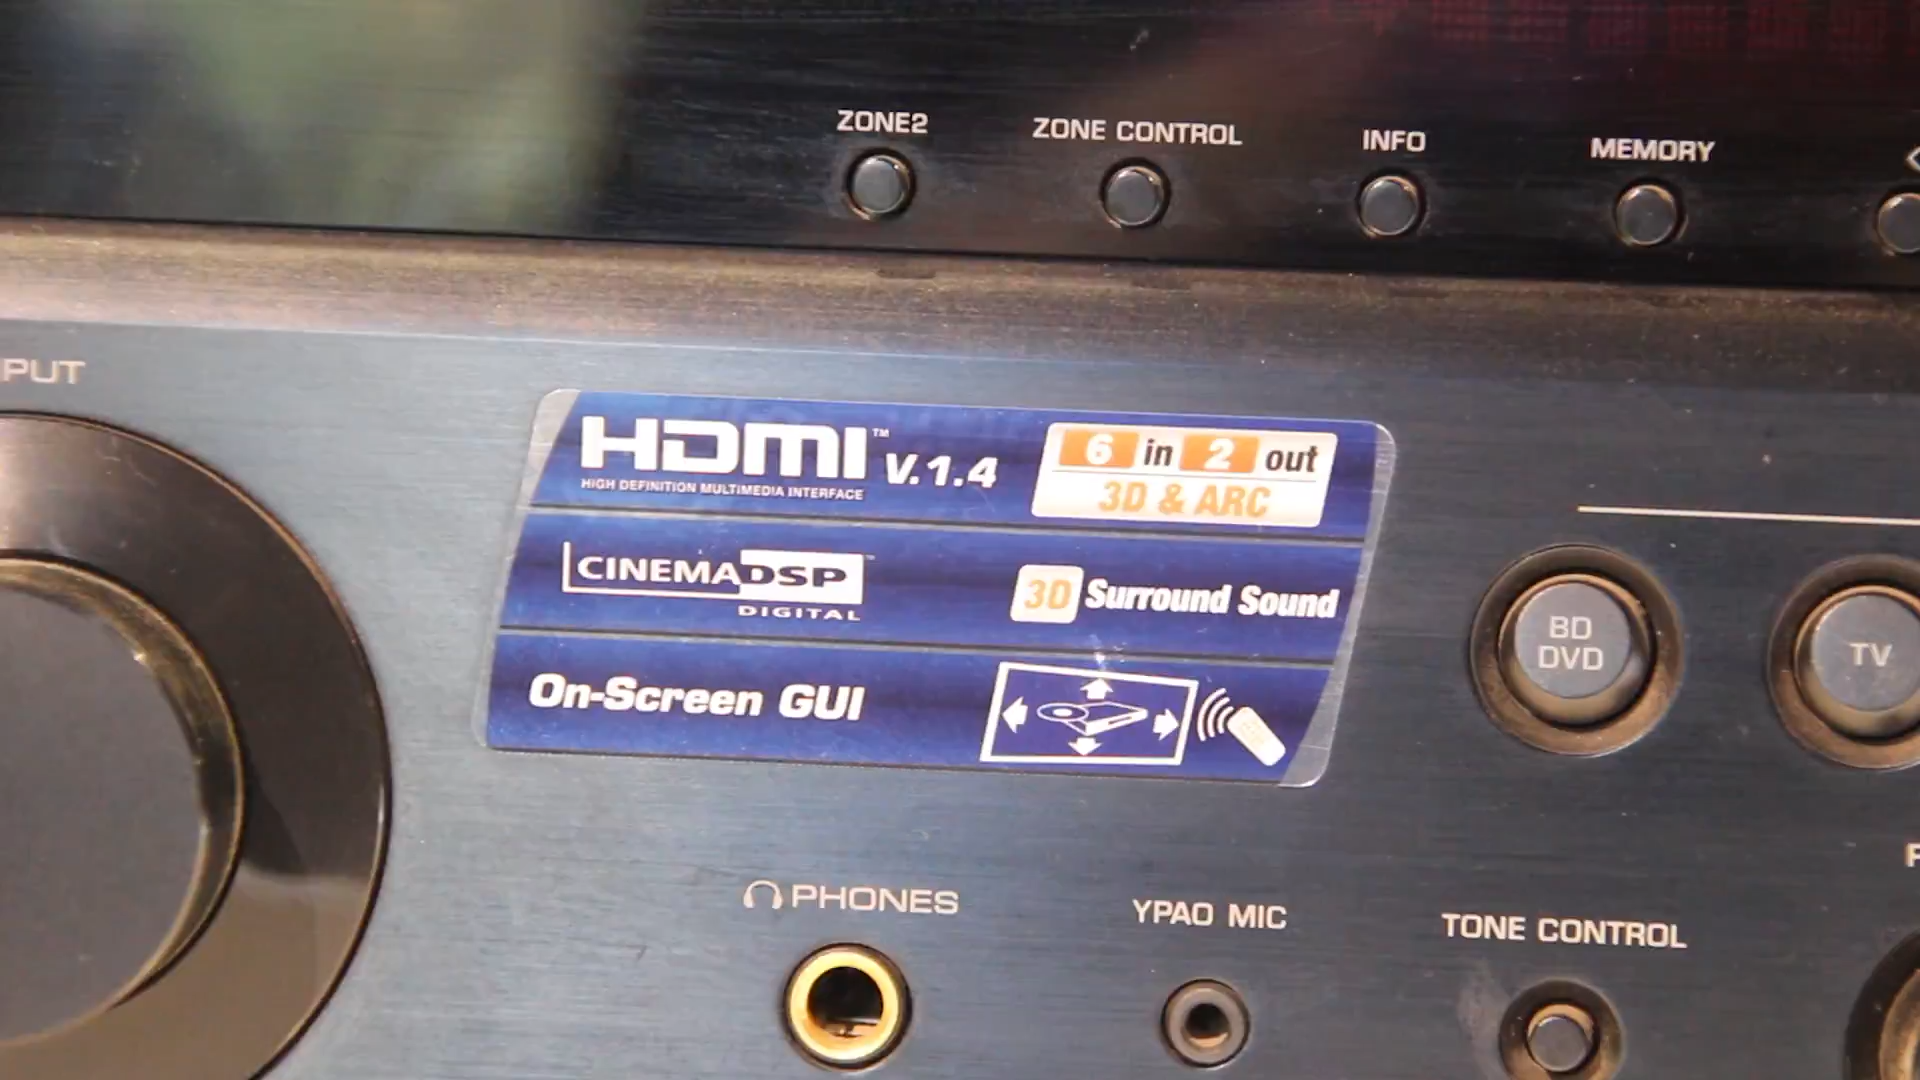 ZONE2
ZONE CONTROL
INFO
MEMORY
PUT
HDMI™ V.1.4
HIGH DEFINITION MULTIMEDIA INTERFACE
6 in 2 out
3D & ARC
CINEMA DSP™
DIGITAL
3D Surround Sound
On-Screen GUI
BD
DVD
TV
PHONES
YPAO MIC
TONE CONTROL